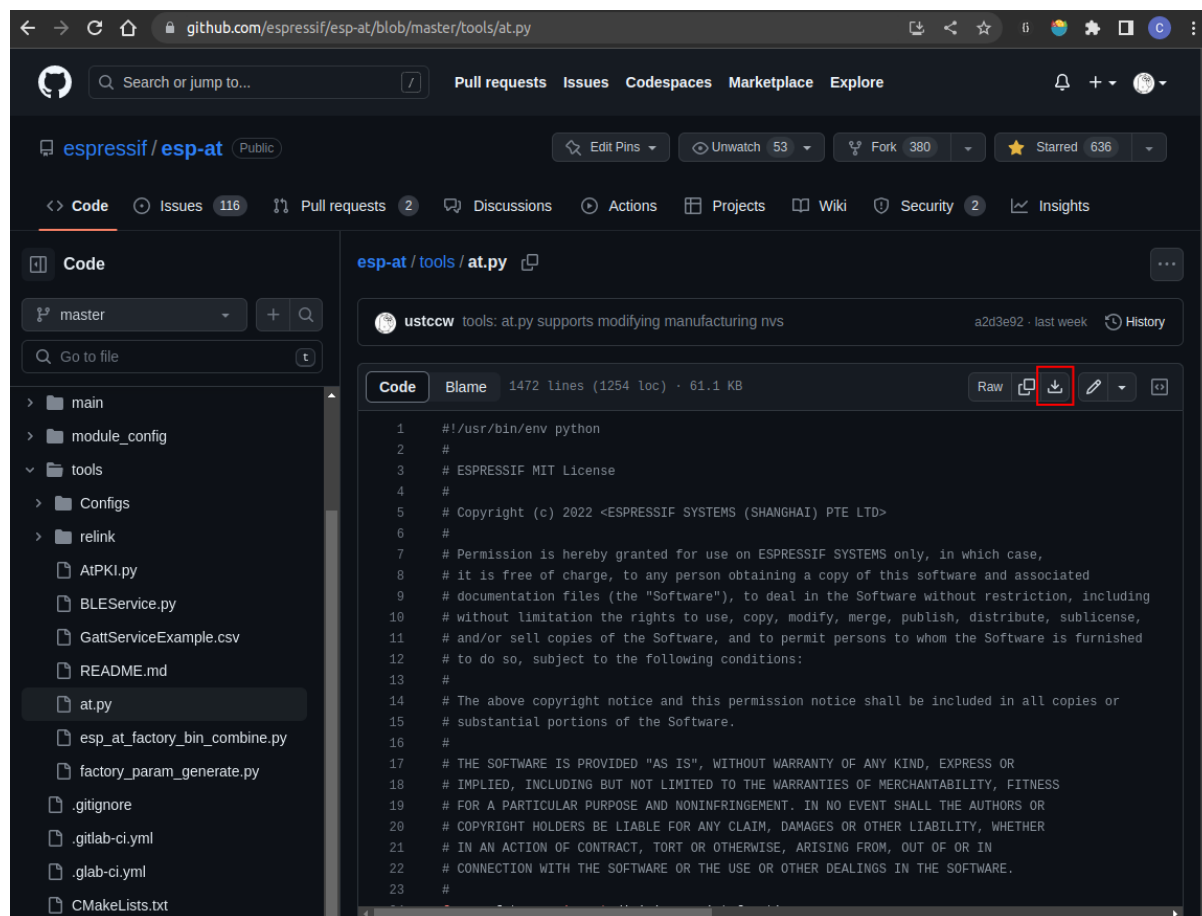 github.com/espressif/esp-at/blob/master/tools/at.py
C
Search or jump to... /
Pull requests Issues Codespaces Marketplace Explore
espressif / esp-at Public
Edit Pins Unwatch 53 Fork 380 Starred 636
Code Issues 116 Pull requests 2 Discussions Actions Projects Wiki Security 2 Insights
Code
master
Go to file t
main
module_config
tools
Configs
relink
AtPKI.py
BLEService.py
GattServiceExample.csv
README.md
at.py
esp_at_factory_bin_combine.py
factory_param_generate.py
.gitignore
.gitlab-ci.yml
.glab-ci.yml
CMakeLists.txt
esp-at / tools / at.py
ustccw tools: at.py supports modifying manufacturing nvs a2d3e92 · last week History
Code Blame 1472 lines (1254 loc) · 61.1 KB Raw
1 #!/usr/bin/env python
2 #
3 # ESPRESSIF MIT License
4 #
5 # Copyright (c) 2022 <ESPRESSIF SYSTEMS (SHANGHAI) PTE LTD>
6 #
7 # Permission is hereby granted for use on ESPRESSIF SYSTEMS only, in which case,
8 # it is free of charge, to any person obtaining a copy of this software and associated
9 # documentation files (the "Software"), to deal in the Software without restriction, including
10 # without limitation the rights to use, copy, modify, merge, publish, distribute, sublicense,
11 # and/or sell copies of the Software, and to permit persons to whom the Software is furnished
12 # to do so, subject to the following conditions:
13 #
14 # The above copyright notice and this permission notice shall be included in all copies or
15 # substantial portions of the Software.
16 #
17 # THE SOFTWARE IS PROVIDED "AS IS", WITHOUT WARRANTY OF ANY KIND, EXPRESS OR
18 # IMPLIED, INCLUDING BUT NOT LIMITED TO THE WARRANTIES OF MERCHANTABILITY, FITNESS
19 # FOR A PARTICULAR PURPOSE AND NONINFRINGEMENT. IN NO EVENT SHALL THE AUTHORS OR
20 # COPYRIGHT HOLDERS BE LIABLE FOR ANY CLAIM, DAMAGES OR OTHER LIABILITY, WHETHER
21 # IN AN ACTION OF CONTRACT, TORT OR OTHERWISE, ARISING FROM, OUT OF OR IN
22 # CONNECTION WITH THE SOFTWARE OR THE USE OR OTHER DEALINGS IN THE SOFTWARE.
23 #